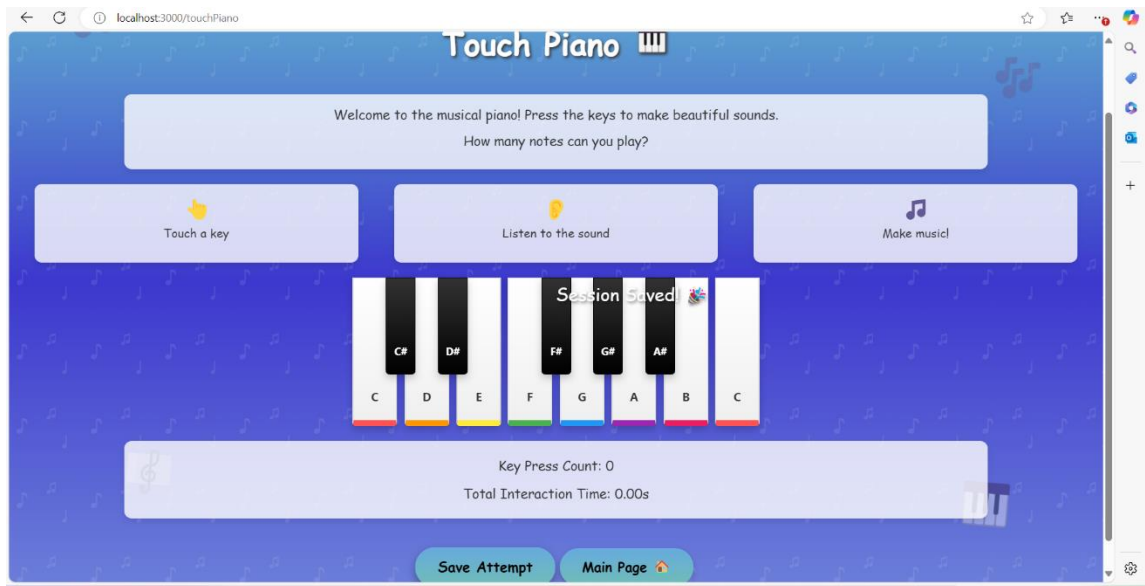 localhost:3000/touchPiano
Touch Piano
Welcome to the musical piano! Press the keys to make beautiful sounds.
How many notes can you play?
Touch a key
Listen to the sound
Make music!
Session Saved!
C# D# F# G# A#
C D E F G A B C
Key Press Count: 0
Total Interaction Time: 0.00s
Save Attempt
Main Page